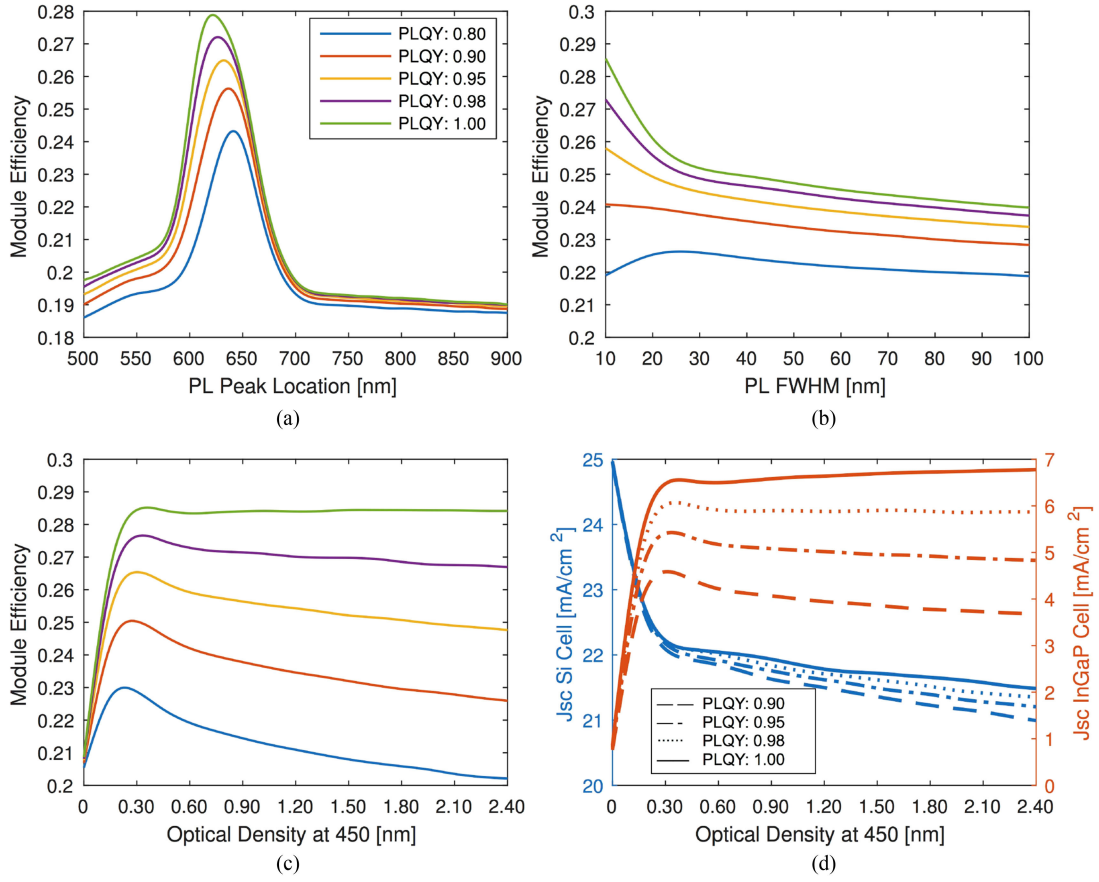 0.28
0.27
0.26
0.25
0.24
0.23
0.22
0.21
0.2
0.19
0.18
Module Efficiency
500 550 600 650 700 750 800 850 900
PL Peak Location [nm]
PLQY: 0.80
PLQY: 0.90
PLQY: 0.95
PLQY: 0.98
PLQY: 1.00
(a)
0.3
0.29
0.28
0.27
0.26
0.25
0.24
0.23
0.22
0.21
0.2
Module Efficiency
10 20 30 40 50 60 70 80 90 100
PL FWHM [nm]
(b)
0.3
0.29
0.28
0.27
0.26
0.25
0.24
0.23
0.22
0.21
0.2
Module Efficiency
0 0.30 0.60 0.90 1.20 1.50 1.80 2.10 2.40
Optical Density at 450 [nm]
(c)
25
24
23
22
21
20
Jsc Si Cell [mA/cm²]
7
6
5
4
3
2
1
0
Jsc InGaP Cell [mA/cm²]
PLQY: 0.90
PLQY: 0.95
PLQY: 0.98
PLQY: 1.00
0 0.30 0.60 0.90 1.20 1.50 1.80 2.10 2.40
Optical Density at 450 [nm]
(d)